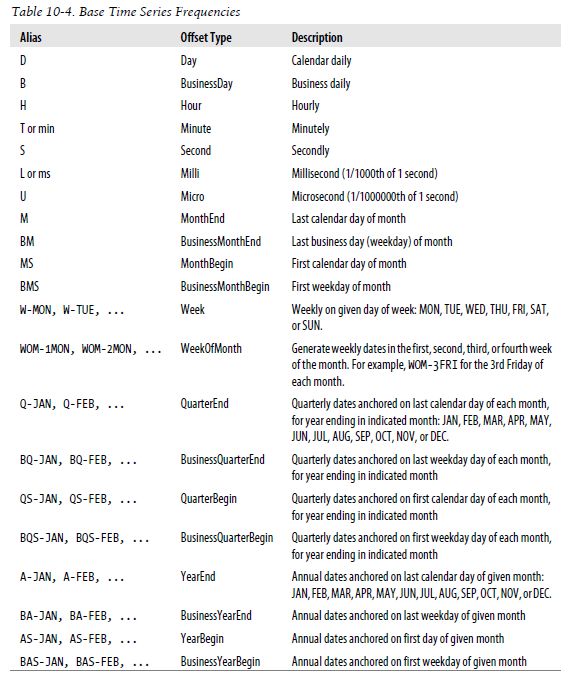 Table 10-4. Base Time Series Frequencies
Alias Offset Type Description
D Day Calendar daily
B BusinessDay Business daily
H Hour Hourly
T or min Minute Minutely
S Second Secondly
L or ms Milli Millisecond (1/1000th of 1 second)
U Micro Microsecond (1/1000000th of 1 second)
M MonthEnd Last calendar day of month
BM BusinessMonthEnd Last business day (weekday) of month
MS MonthBegin First calendar day of month
BMS BusinessMonthBegin First weekday of month
W-MON, W-TUE, ... Week Weekly on given day of week: MON, TUE, WED, THU, FRI, SAT,
or SUN.
WOM-1MON, WOM-2MON, ... WeekOfMonth Generate weekly dates in the first, second, third, or fourth week
of the month. For example, WOM-3FRI for the 3rd Friday of
each month.
Q-JAN, Q-FEB, ... QuarterEnd Quarterly dates anchored on last calendar day of each month,
for year ending in indicated month: JAN, FEB, MAR, APR, MAY,
JUN, JUL, AUG, SEP, OCT, NOV, or DEC.
BQ-JAN, BQ-FEB, ... BusinessQuarterEnd Quarterly dates anchored on last weekday day of each month,
for year ending in indicated month
QS-JAN, QS-FEB, ... QuarterBegin Quarterly dates anchored on first calendar day of each month,
for year ending in indicated month
BQS-JAN, BQS-FEB, ... BusinessQuarterBegin Quarterly dates anchored on first weekday day of each month,
for year ending in indicated month
A-JAN, A-FEB, ... YearEnd Annual dates anchored on last calendar day of given month:
JAN, FEB, MAR, APR, MAY, JUN, JUL, AUG, SEP, OCT, NOV, or DEC.
BA-JAN, BA-FEB, ... BusinessYearEnd Annual dates anchored on last weekday of given month
AS-JAN, AS-FEB, ... YearBegin Annual dates anchored on first day of given month
BAS-JAN, BAS-FEB, ... BusinessYearBegin Annual dates anchored on first weekday of given month